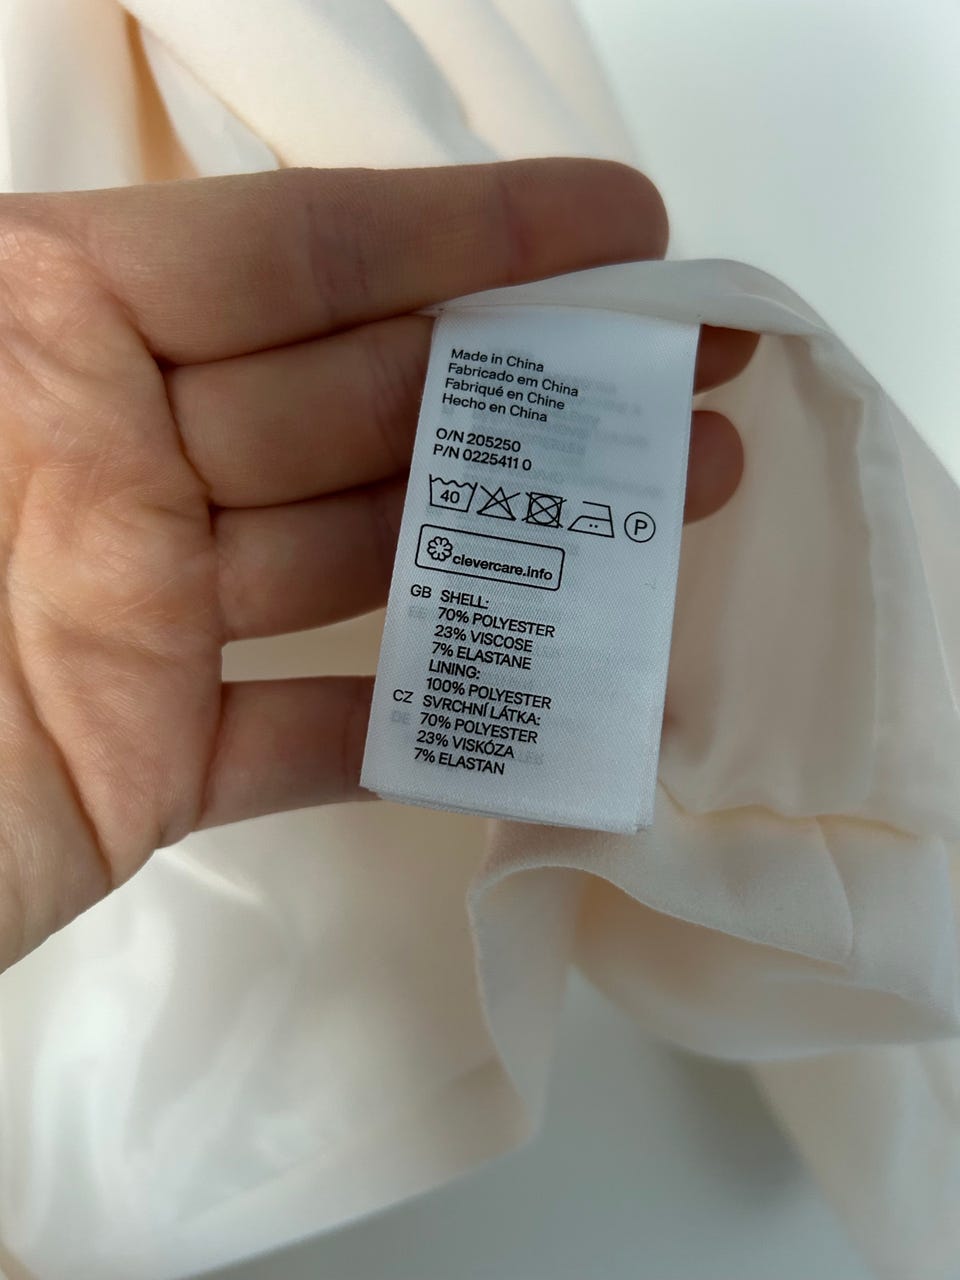 Made in China
Fabricado em China
Fabriqué en Chine
Hecho en China
O/N 205250
P/N 0225411 0
40 P
clevercare.info
GB SHELL:
70% POLYESTER
23% VISCOSE
7% ELASTANE
LINING:
100% POLYESTER
CZ SVRCHNÍ LÁTKA:
70% POLYESTER
23% VISKÓZA
7% ELASTAN